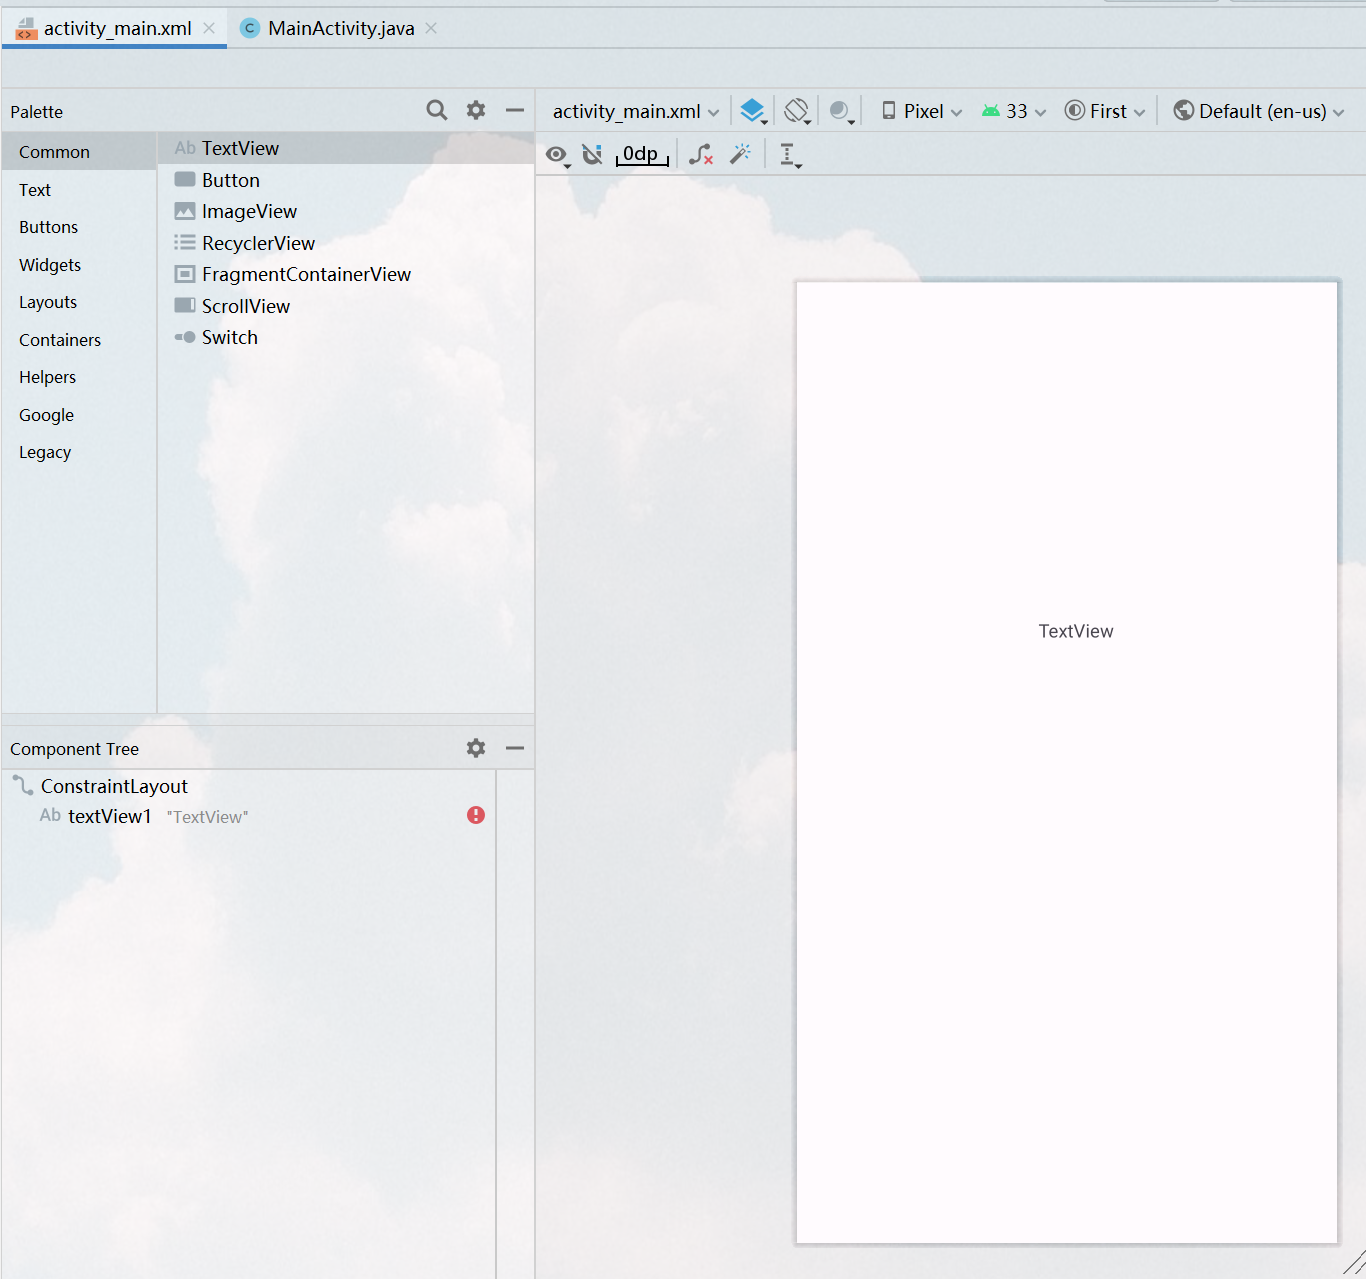 activity_main.xml
MainActivity.java
Palette
Common
Text
Buttons
Widgets
Layouts
Containers
Helpers
Google
Legacy
Ab TextView
Button
ImageView
RecyclerView
FragmentContainerView
ScrollView
Switch
activity_main.xml
Pixel
33
First
Default (en-us)
0dp
TextView
Component Tree
ConstraintLayout
Ab textView1 "TextView"